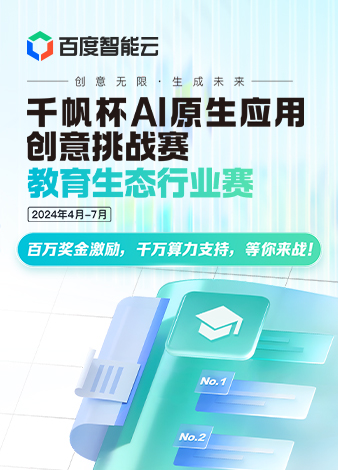 百度智能云
创意无限·生成未来
千帆杯AI原生应用
创意挑战赛
教育生态行业赛
2024年4月-7月
百万奖金激励，千万算力支持，等你来战！
No.1
No.2